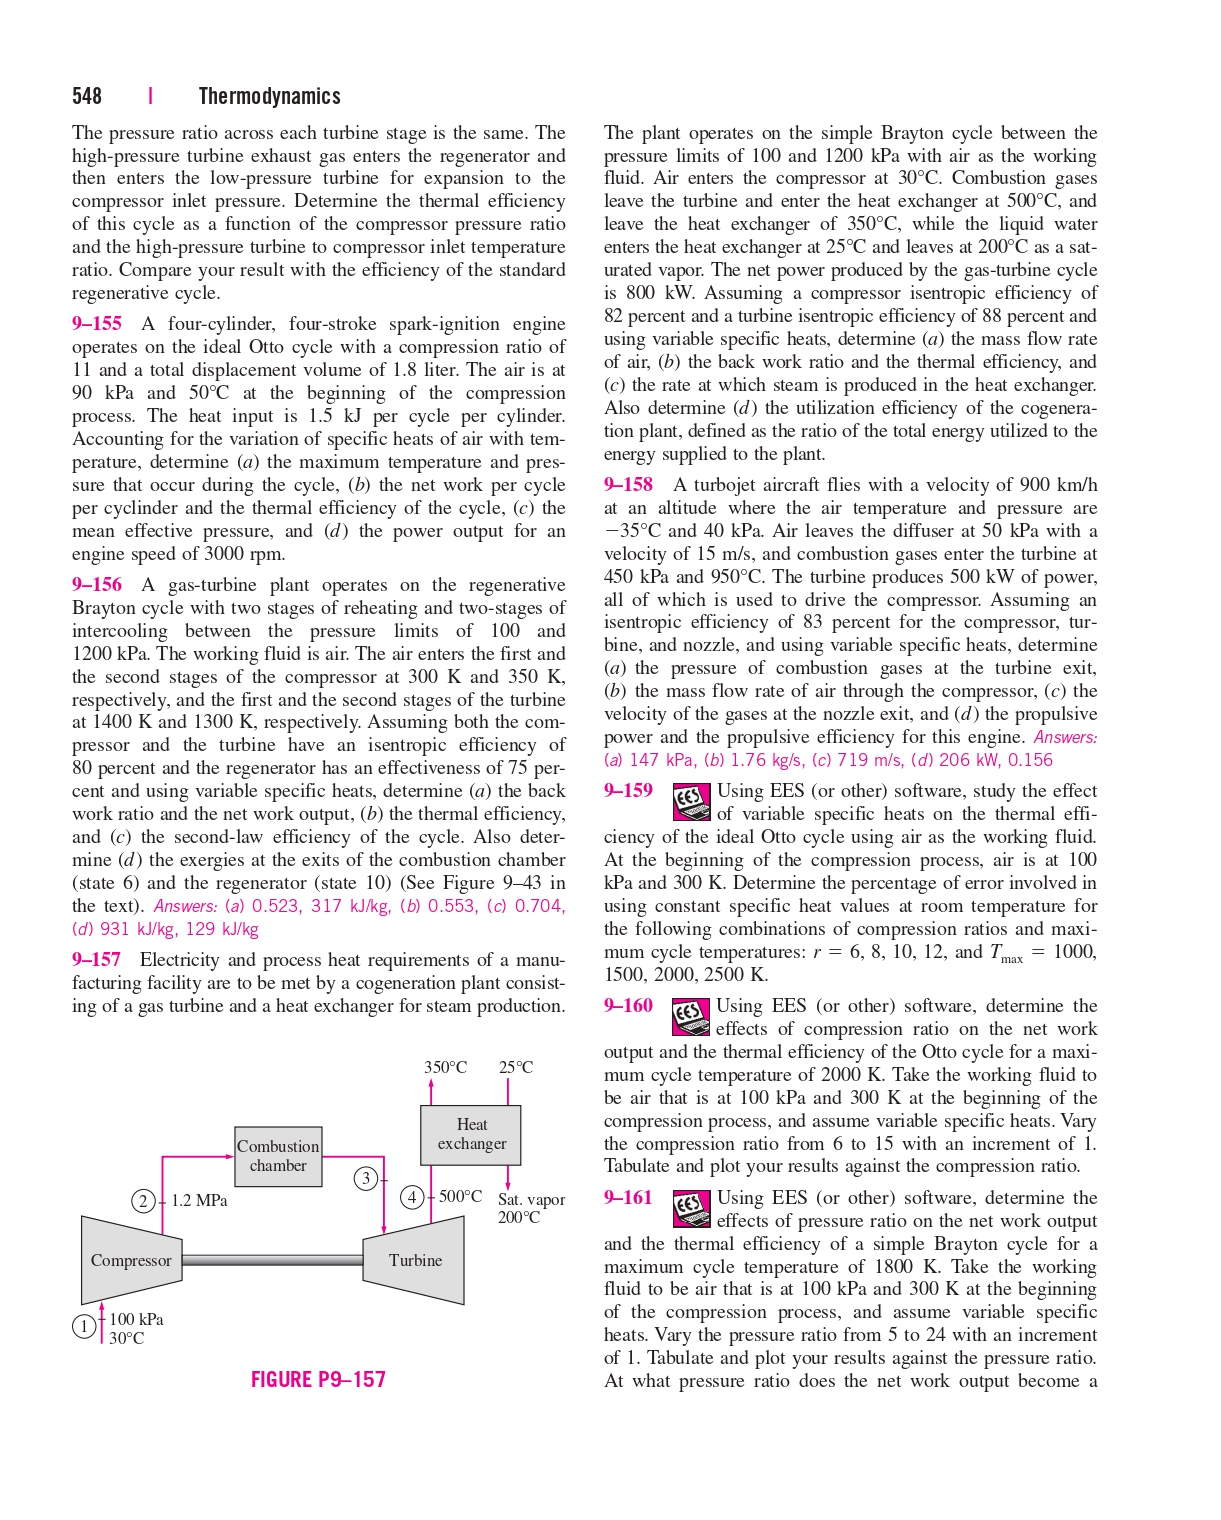 548 | Thermodynamics
The pressure ratio across each turbine stage is the same. The
high-pressure turbine exhaust gas enters the regenerator and
then enters the low-pressure turbine for expansion to the
compressor inlet pressure. Determine the thermal efficiency
of this cycle as a function of the compressor pressure ratio
and the high-pressure turbine to compressor inlet temperature
ratio. Compare your result with the efficiency of the standard
regenerative cycle.
9–155 A four-cylinder, four-stroke spark-ignition engine
operates on the ideal Otto cycle with a compression ratio of
11 and a total displacement volume of 1.8 liter. The air is at
90 kPa and 50°C at the beginning of the compression
process. The heat input is 1.5 kJ per cycle per cylinder.
Accounting for the variation of specific heats of air with tem-
perature, determine (a) the maximum temperature and pres-
sure that occur during the cycle, (b) the net work per cycle
per cyclinder and the thermal efficiency of the cycle, (c) the
mean effective pressure, and (d) the power output for an
engine speed of 3000 rpm.
9–156 A gas-turbine plant operates on the regenerative
Brayton cycle with two stages of reheating and two-stages of
intercooling between the pressure limits of 100 and
1200 kPa. The working fluid is air. The air enters the first and
the second stages of the compressor at 300 K and 350 K,
respectively, and the first and the second stages of the turbine
at 1400 K and 1300 K, respectively. Assuming both the com-
pressor and the turbine have an isentropic efficiency of
80 percent and the regenerator has an effectiveness of 75 per-
cent and using variable specific heats, determine (a) the back
work ratio and the net work output, (b) the thermal efficiency,
and (c) the second-law efficiency of the cycle. Also deter-
mine (d) the exergies at the exits of the combustion chamber
(state 6) and the regenerator (state 10) (See Figure 9–43 in
the text). Answers: (a) 0.523, 317 kJ/kg, (b) 0.553, (c) 0.704,
(d) 931 kJ/kg, 129 kJ/kg
9–157 Electricity and process heat requirements of a manu-
facturing facility are to be met by a cogeneration plant consist-
ing of a gas turbine and a heat exchanger for steam production.
350°C 25°C
Heat
exchanger
Combustion
chamber
3
2 1.2 MPa
4 500°C Sat. vapor
200°C
Compressor Turbine
1 100 kPa
30°C
FIGURE P9–157
The plant operates on the simple Brayton cycle between the
pressure limits of 100 and 1200 kPa with air as the working
fluid. Air enters the compressor at 30°C. Combustion gases
leave the turbine and enter the heat exchanger at 500°C, and
leave the heat exchanger of 350°C, while the liquid water
enters the heat exchanger at 25°C and leaves at 200°C as a sat-
urated vapor. The net power produced by the gas-turbine cycle
is 800 kW. Assuming a compressor isentropic efficiency of
82 percent and a turbine isentropic efficiency of 88 percent and
using variable specific heats, determine (a) the mass flow rate
of air, (b) the back work ratio and the thermal efficiency, and
(c) the rate at which steam is produced in the heat exchanger.
Also determine (d) the utilization efficiency of the cogenera-
tion plant, defined as the ratio of the total energy utilized to the
energy supplied to the plant.
9–158 A turbojet aircraft flies with a velocity of 900 km/h
at an altitude where the air temperature and pressure are
−35°C and 40 kPa. Air leaves the diffuser at 50 kPa with a
velocity of 15 m/s, and combustion gases enter the turbine at
450 kPa and 950°C. The turbine produces 500 kW of power,
all of which is used to drive the compressor. Assuming an
isentropic efficiency of 83 percent for the compressor, tur-
bine, and nozzle, and using variable specific heats, determine
(a) the pressure of combustion gases at the turbine exit,
(b) the mass flow rate of air through the compressor, (c) the
velocity of the gases at the nozzle exit, and (d) the propulsive
power and the propulsive efficiency for this engine. Answers:
(a) 147 kPa, (b) 1.76 kg/s, (c) 719 m/s, (d) 206 kW, 0.156
9–159 EES Using EES (or other) software, study the effect
of variable specific heats on the thermal effi-
ciency of the ideal Otto cycle using air as the working fluid.
At the beginning of the compression process, air is at 100
kPa and 300 K. Determine the percentage of error involved in
using constant specific heat values at room temperature for
the following combinations of compression ratios and maxi-
mum cycle temperatures: r = 6, 8, 10, 12, and Tmax = 1000,
1500, 2000, 2500 K.
9–160 EES Using EES (or other) software, determine the
effects of compression ratio on the net work
output and the thermal efficiency of the Otto cycle for a maxi-
mum cycle temperature of 2000 K. Take the working fluid to
be air that is at 100 kPa and 300 K at the beginning of the
compression process, and assume variable specific heats. Vary
the compression ratio from 6 to 15 with an increment of 1.
Tabulate and plot your results against the compression ratio.
9–161 EES Using EES (or other) software, determine the
effects of pressure ratio on the net work output
and the thermal efficiency of a simple Brayton cycle for a
maximum cycle temperature of 1800 K. Take the working
fluid to be air that is at 100 kPa and 300 K at the beginning
of the compression process, and assume variable specific
heats. Vary the pressure ratio from 5 to 24 with an increment
of 1. Tabulate and plot your results against the pressure ratio.
At what pressure ratio does the net work output become a